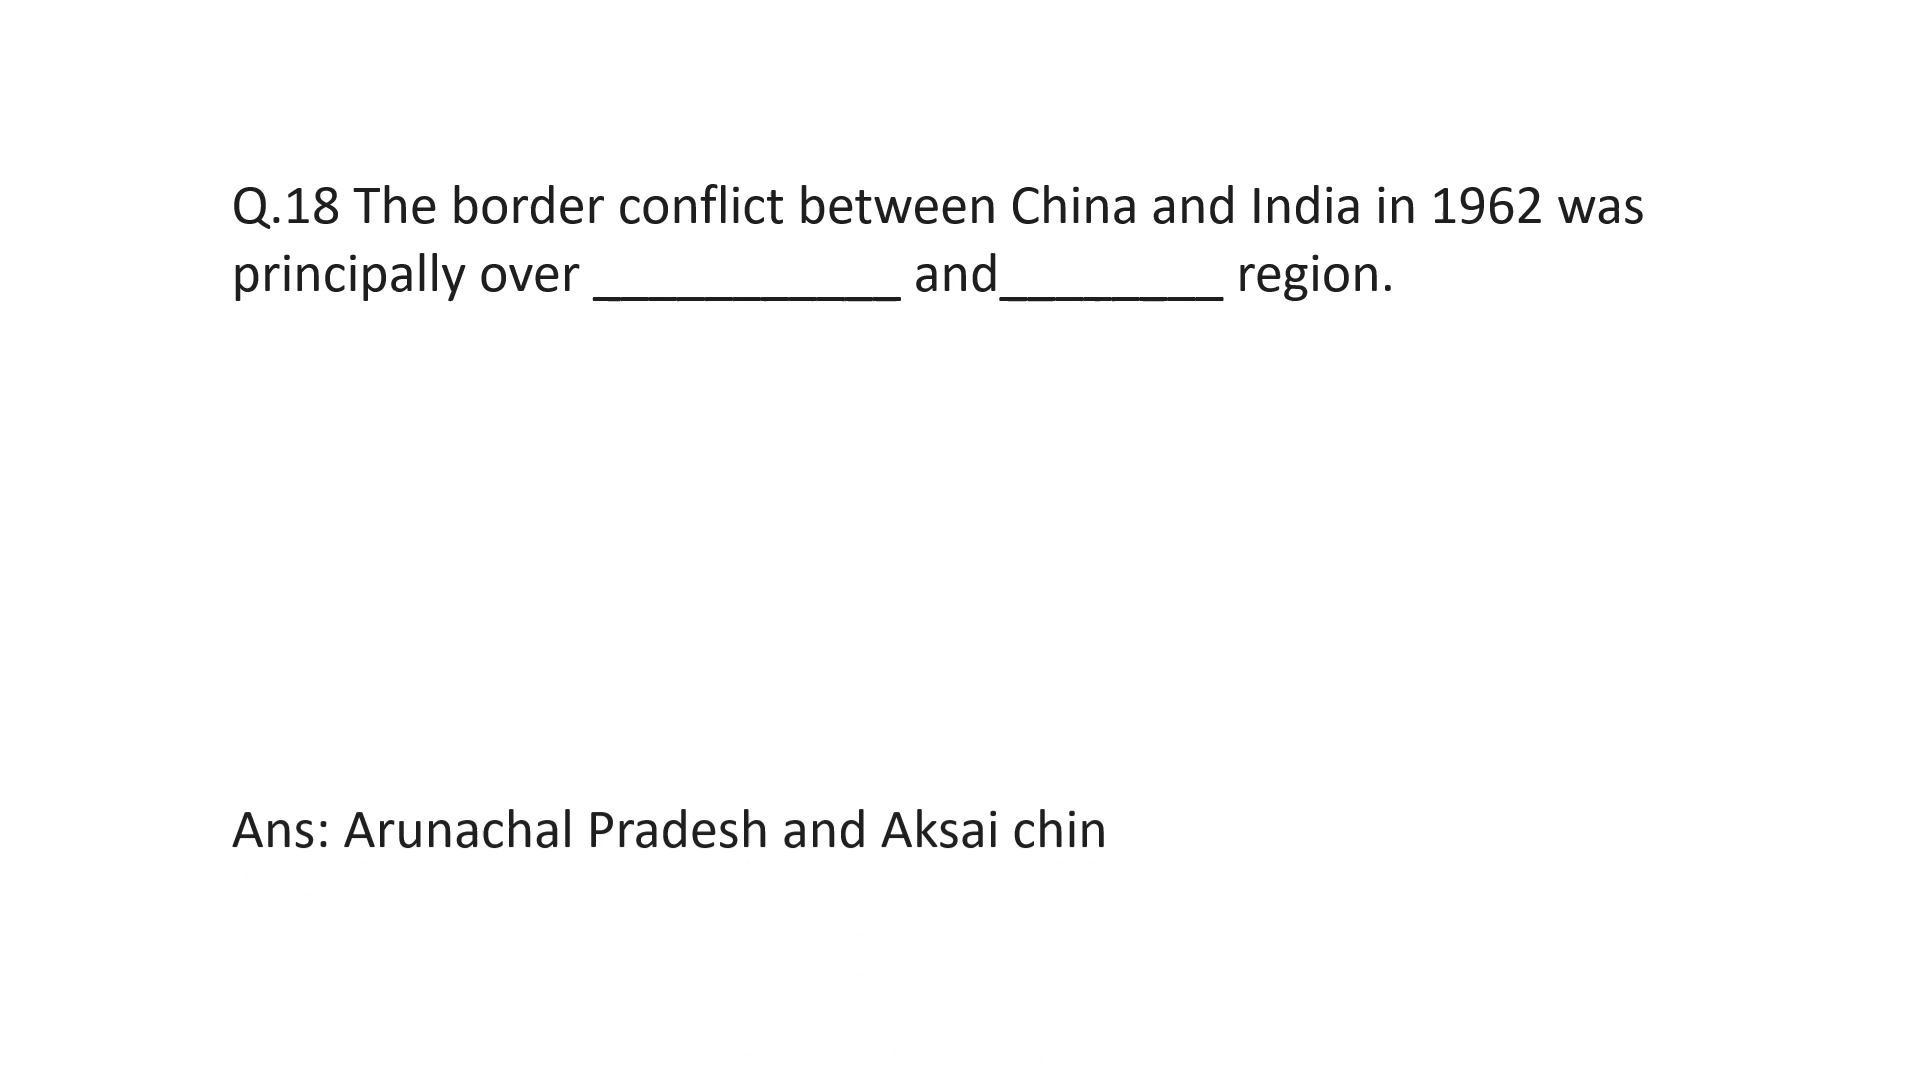 Q.18 The border conflict between China and India in 1962 was
principally over ___________ and________ region.
Ans: Arunachal Pradesh and Aksai chin